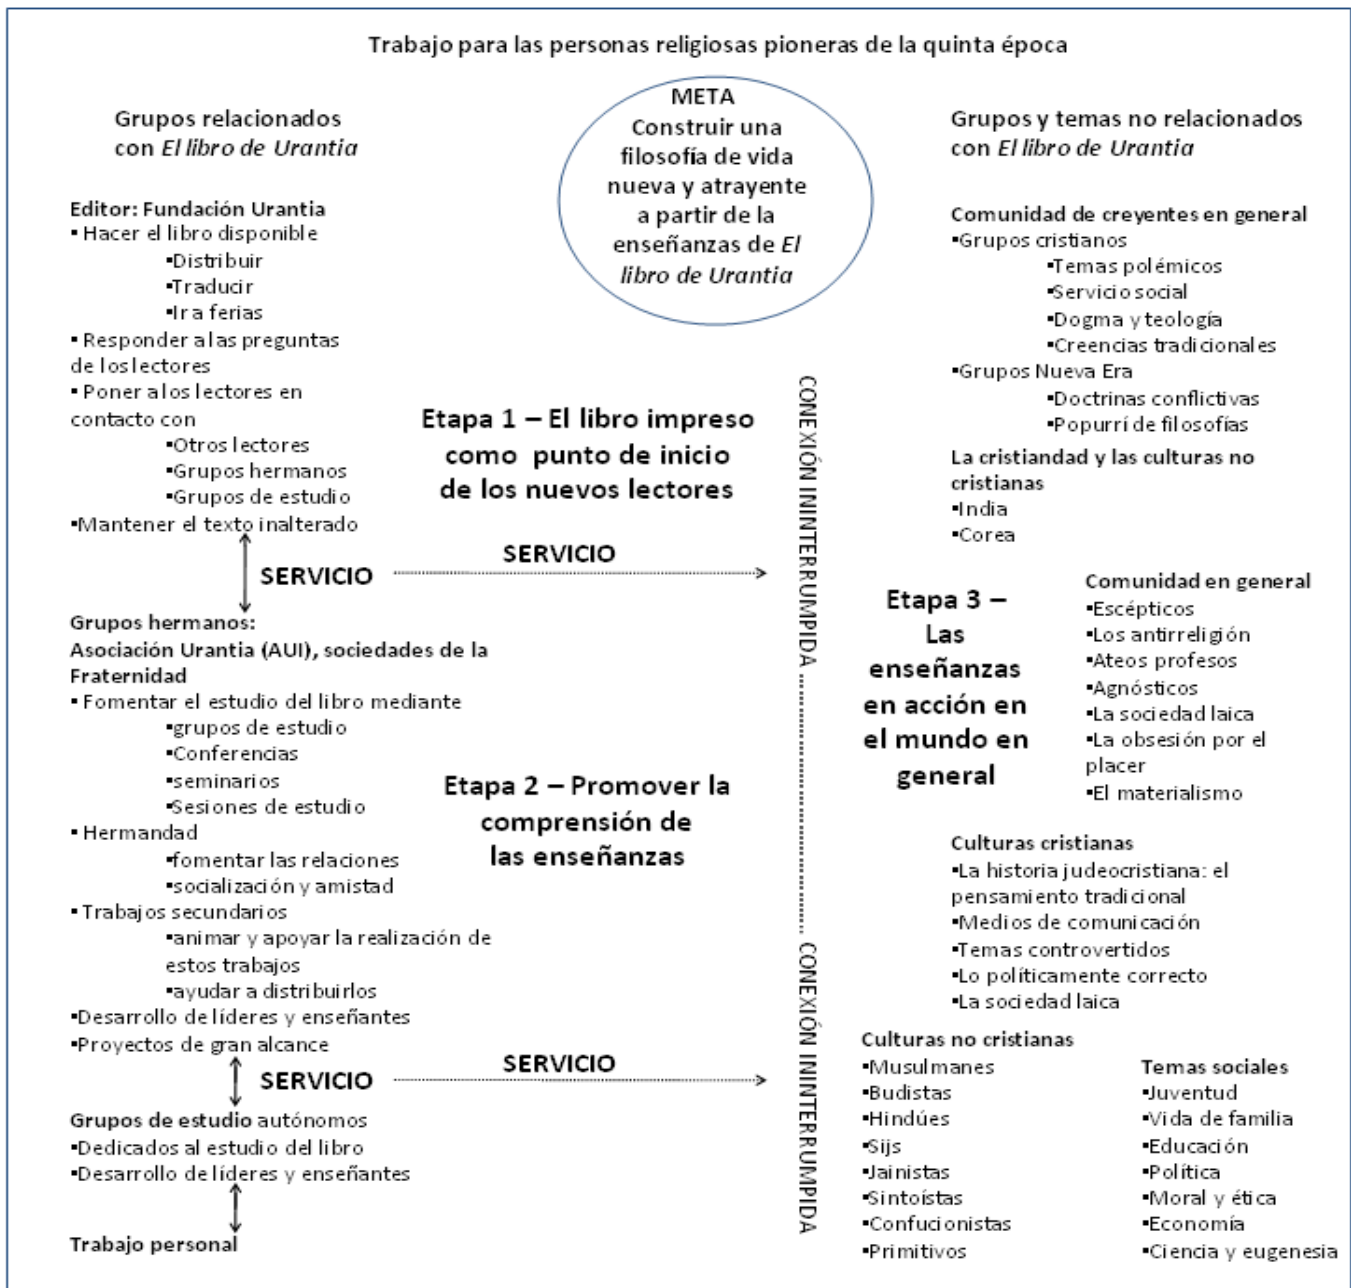 Trabajo para las personas religiosas pioneras de la quinta época
Grupos relacionados
con El libro de Urantia
META
Construir una
filosofía de vida
nueva y atrayente
a partir de la
enseñanzas de El
libro de Urantia
Grupos y temas no relacionados
con El libro de Urantia
Editor: Fundación Urantia
▪ Hacer el libro disponible
▪Distribuir
▪Traducir
▪Ir a ferias
▪ Responder a las preguntas
de los lectores
▪ Poner a los lectores en
contacto con
▪Otros lectores
▪Grupos hermanos
▪Grupos de estudio
▪Mantener el texto inalterado
SERVICIO
SERVICIO
Grupos hermanos:
Asociación Urantia (AUI), sociedades de la
Fraternidad
▪ Fomentar el estudio del libro mediante
▪grupos de estudio
▪Conferencias
▪seminarios
▪Sesiones de estudio
▪ Hermandad
▪fomentar las relaciones
▪socialización y amistad
▪ Trabajos secundarios
▪animar y apoyar la realización de
estos trabajos
▪ayudar a distribuirlos
▪Desarrollo de líderes y enseñantes
▪Proyectos de gran alcance
SERVICIO
SERVICIO
Grupos de estudio autónomos
▪Dedicados al estudio del libro
▪Desarrollo de líderes y enseñantes
Trabajo personal
Etapa 1 – El libro impreso
como punto de inicio
de los nuevos lectores
Etapa 2 – Promover la
comprensión de
las enseñanzas
CONEXIÓN ININTERRUMPIDA
CONEXIÓN ININTERRUMPIDA
Etapa 3 –
Las
enseñanzas
en acción en
el mundo en
general
Comunidad de creyentes en general
▪Grupos cristianos
▪Temas polémicos
▪Servicio social
▪Dogma y teología
▪Creencias tradicionales
▪Grupos Nueva Era
▪Doctrinas conflictivas
▪Popurrí de filosofías
La cristiandad y las culturas no
cristianas
▪India
▪Corea
Comunidad en general
▪Escépticos
▪Los antirreligión
▪Ateos profesos
▪Agnósticos
▪La sociedad laica
▪La obsesión por el
placer
▪El materialismo
Culturas cristianas
▪La historia judeocristiana: el
pensamiento tradicional
▪Medios de comunicación
▪Temas controvertidos
▪Lo políticamente correcto
▪La sociedad laica
Culturas no cristianas
▪Musulmanes
▪Budistas
▪Hindúes
▪Sijs
▪Jainistas
▪Sintoístas
▪Confucionistas
▪Primitivos
Temas sociales
▪Juventud
▪Vida de familia
▪Educación
▪Política
▪Moral y ética
▪Economía
▪Ciencia y eugenesia